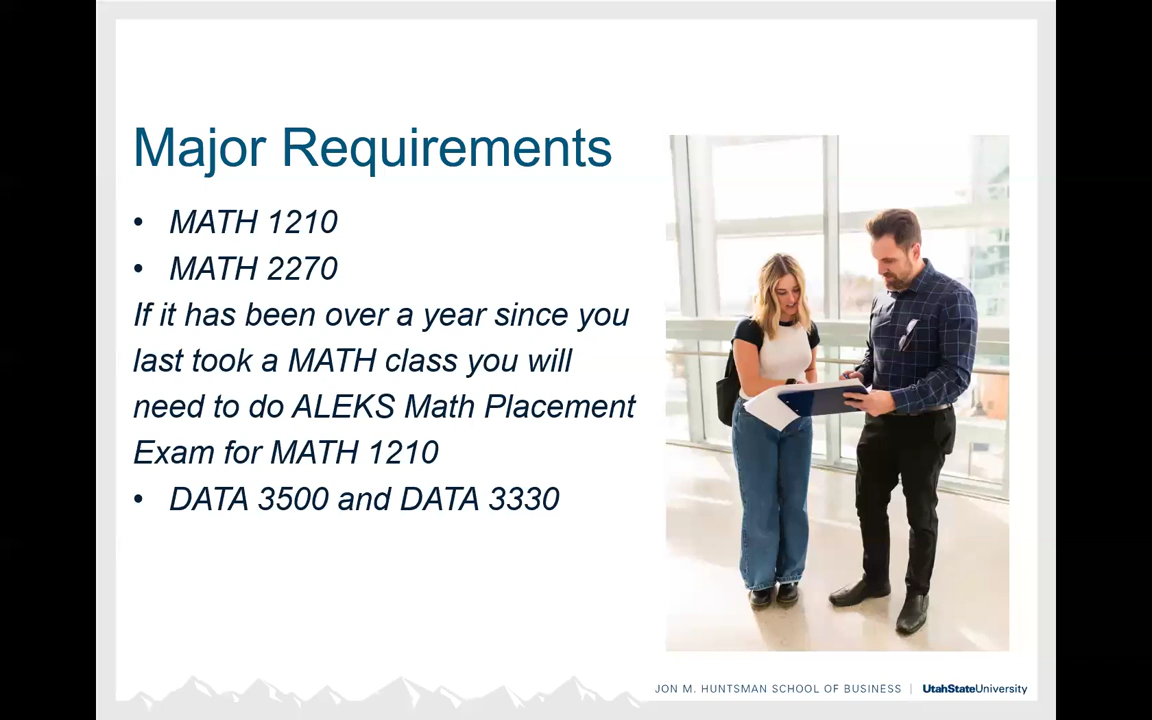 Major Requirements
• MATH 1210
• MATH 2270
If it has been over a year since you
last took a MATH class you will
need to do ALEKS Math Placement
Exam for MATH 1210
• DATA 3500 and DATA 3330
JON M. HUNTSMAN SCHOOL OF BUSINESS | UtahStateUniversity